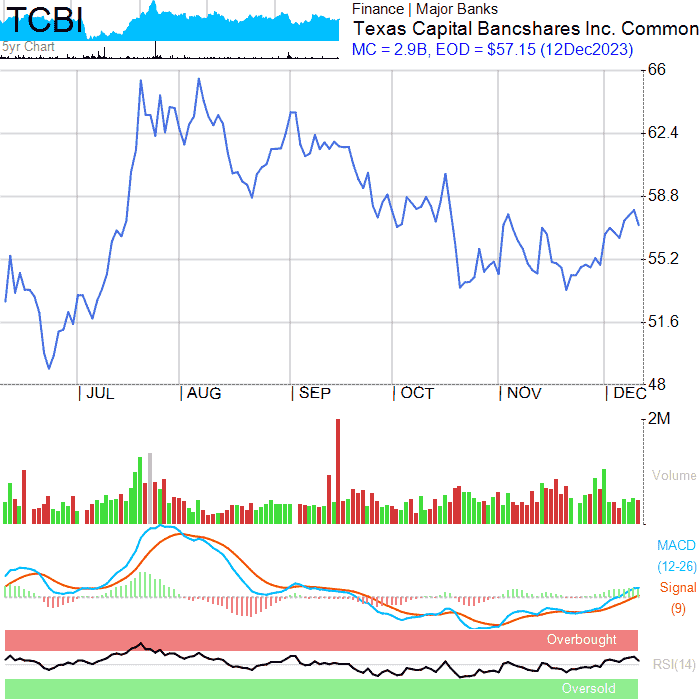 TCBI
5yr Chart
Finance | Major Banks
Texas Capital Bancshares Inc. Common
MC = 2.9B, EOD = $57.15 (12Dec2023)
66
62.4
58.8
55.2
51.6
48
JUL
AUG
SEP
OCT
NOV
DEC
2M
Volume
MACD
(12-26)
Signal
(9)
Overbought
RSI(14)
Oversold